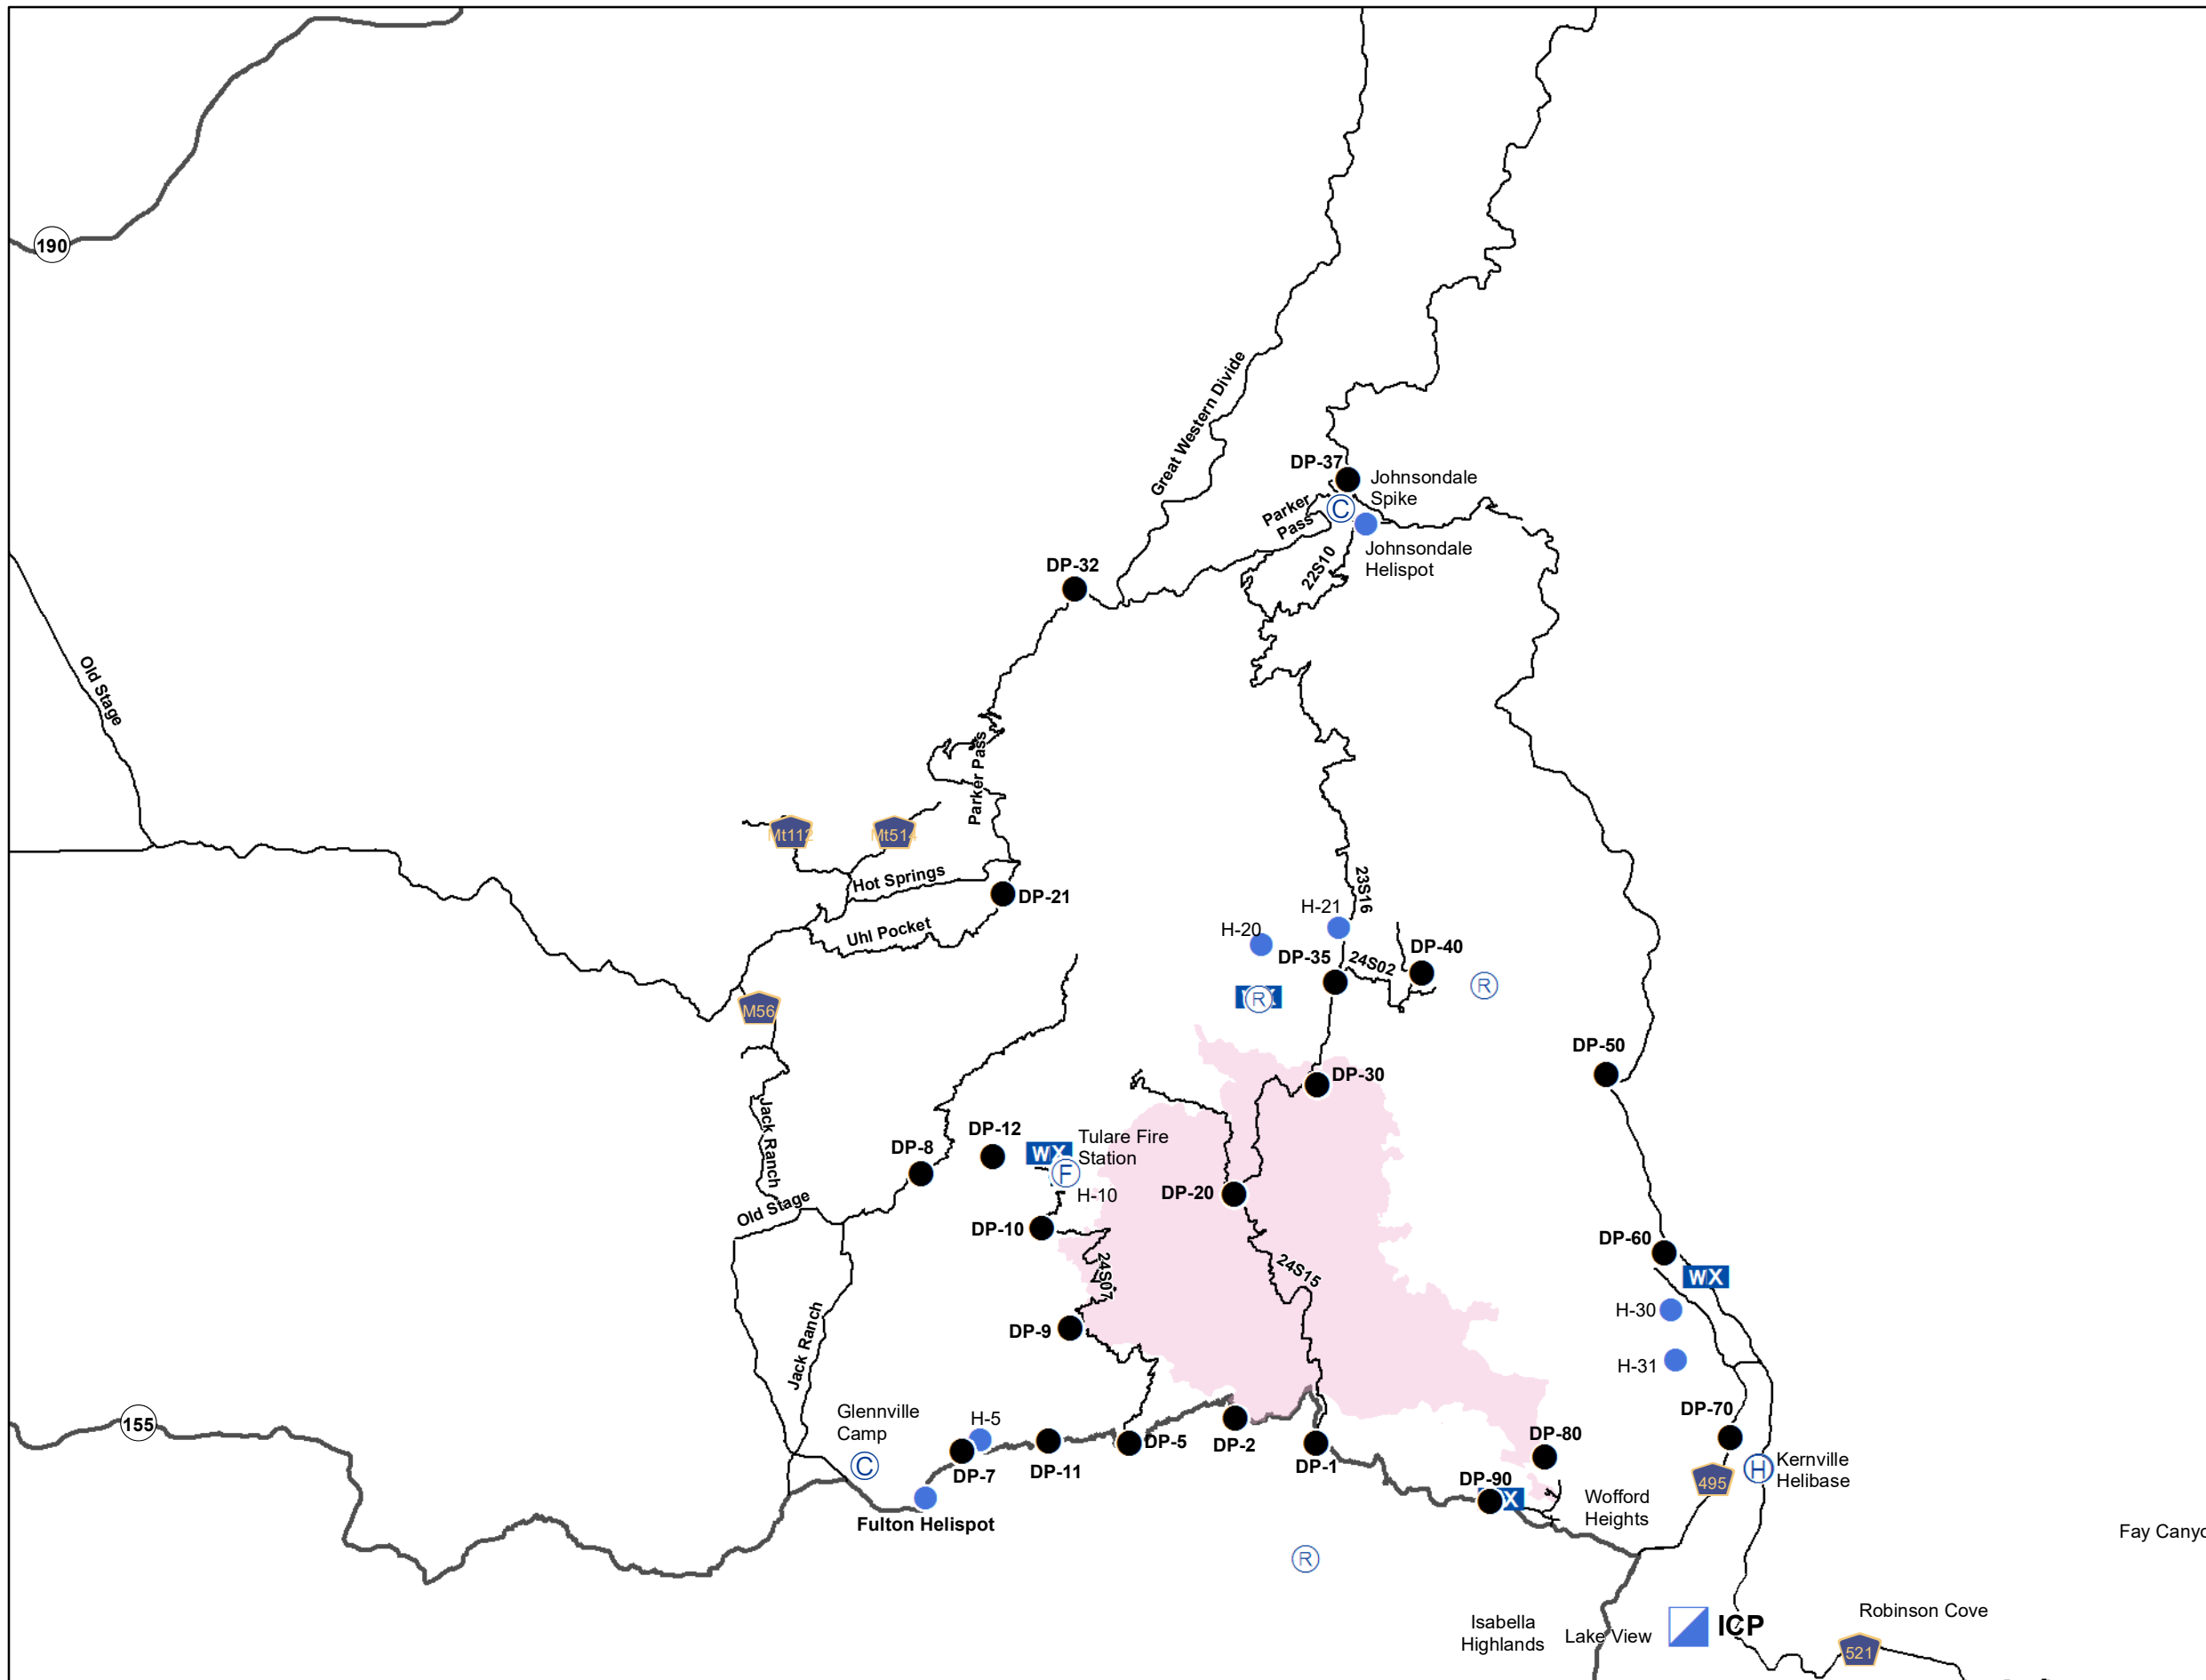 190
Great Western Divide
DP-37
Johnsondale
Spike
Parker
Pass
C
Johnsondale
Helispot
22S10
DP-32
Old Stage
Parker Pass
Mt112
Mt514
Hot Springs
DP-21
Uhl Pocket
23S16
H-21
H-20
DP-35
24S02
DP-40
R
R
M56
DP-50
DP-30
Jack Ranch
DP-12
WX
Tulare Fire
Station
DP-8
F
H-10
DP-20
Old Stage
DP-10
24S07
24S15
DP-60
WX
H-30
DP-9
Jack Ranch
H-31
155
Glennville
Camp
C
H-5
DP-7
DP-11
DP-5
DP-2
DP-1
DP-70
DP-80
DP-90
X
495
H
Kernville
Helibase
Wofford
Heights
Fulton Helispot
Fay Canyo
R
Isabella
Highlands
Lake View
ICP
Robinson Cove
521